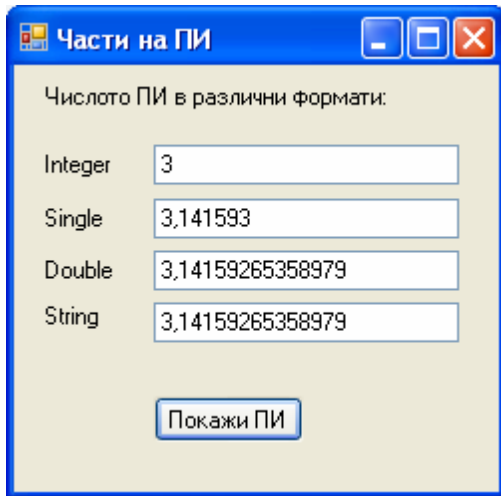 Части на ПИ
Числото ПИ в различни формати:
Integer 3
Single 3,141593
Double 3,14159265358979
String 3,14159265358979
Покажи ПИ